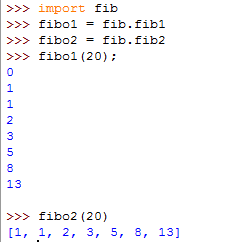 >>> import fib
>>> fibo1 = fib.fib1
>>> fibo2 = fib.fib2
>>> fibo1(20);
0
1
1
2
3
5
8
13
>>> fibo2(20)
[1, 1, 2, 3, 5, 8, 13]